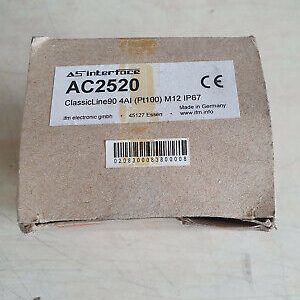 AS interface
AC2520
CE
ClassicLine90 4AI (Pt100) M12 IP67
Made in Germany
ifm electronic gmbh • 45127 Essen • www.ifm.info